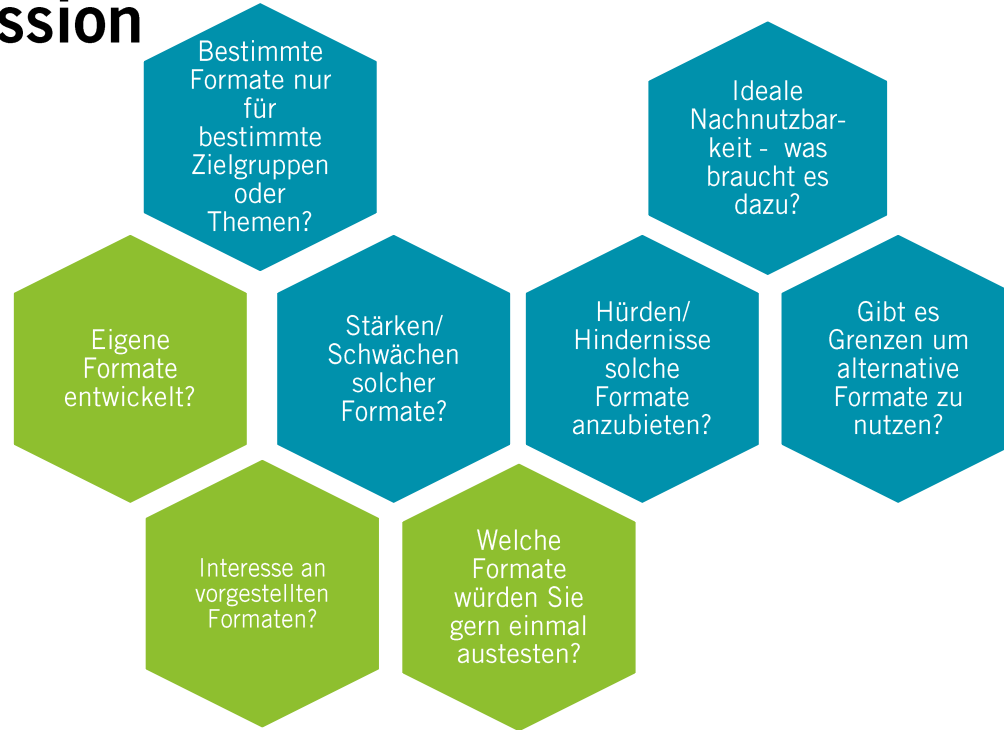 ssion
Bestimmte
Formate nur
für
bestimmte
Zielgruppen
oder
Themen?
Ideale
Nachnutzbar-
keit - was
braucht es
dazu?
Eigene
Formate
entwickelt?
Stärken/
Schwächen
solcher
Formate?
Hürden/
Hindernisse
solche
Formate
anzubieten?
Gibt es
Grenzen um
alternative
Formate zu
nutzen?
Interesse an
vorgestellten
Formaten?
Welche
Formate
würden Sie
gern einmal
austesten?